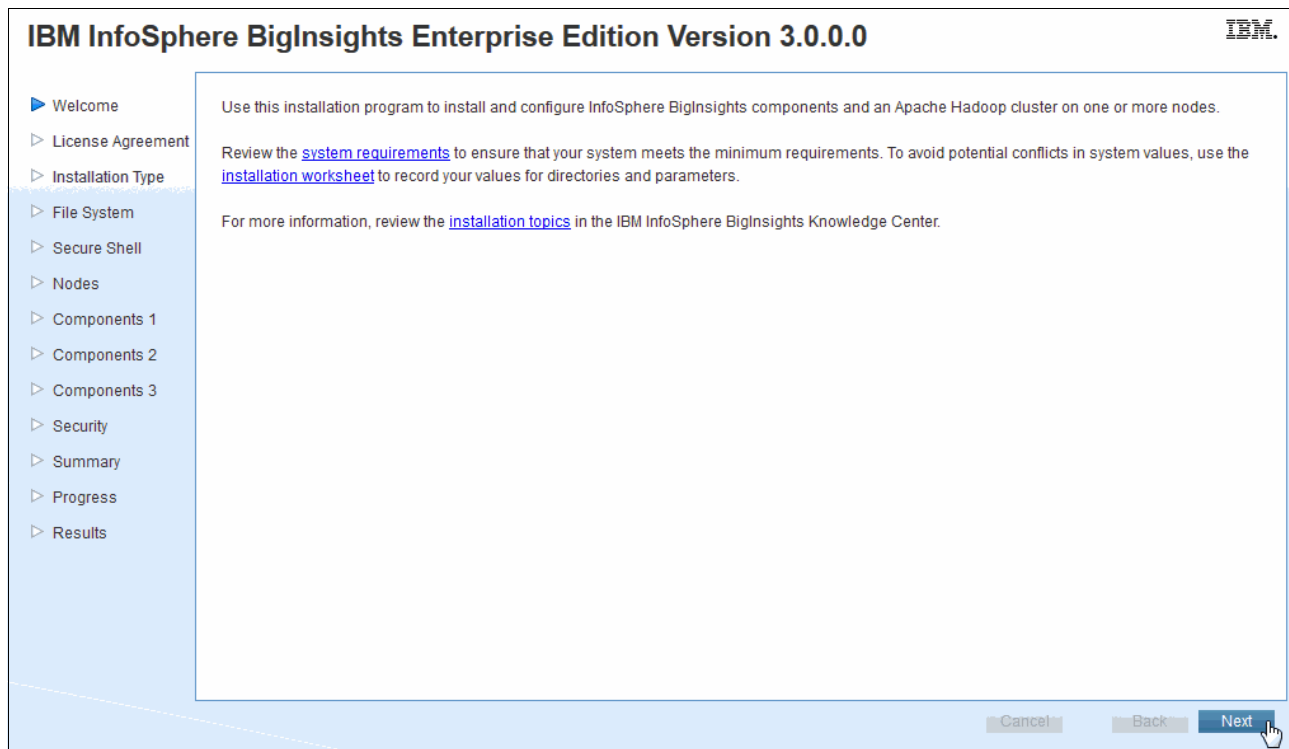 IBM InfoSphere BigInsights Enterprise Edition Version 3.0.0.0
IBM.
Welcome
License Agreement
Installation Type
File System
Secure Shell
Nodes
Components 1
Components 2
Components 3
Security
Summary
Progress
Results
Use this installation program to install and configure InfoSphere BigInsights components and an Apache Hadoop cluster on one or more nodes.
Review the system requirements to ensure that your system meets the minimum requirements. To avoid potential conflicts in system values, use the
installation worksheet to record your values for directories and parameters.
For more information, review the installation topics in the IBM InfoSphere BigInsights Knowledge Center.
Cancel
Back
Next